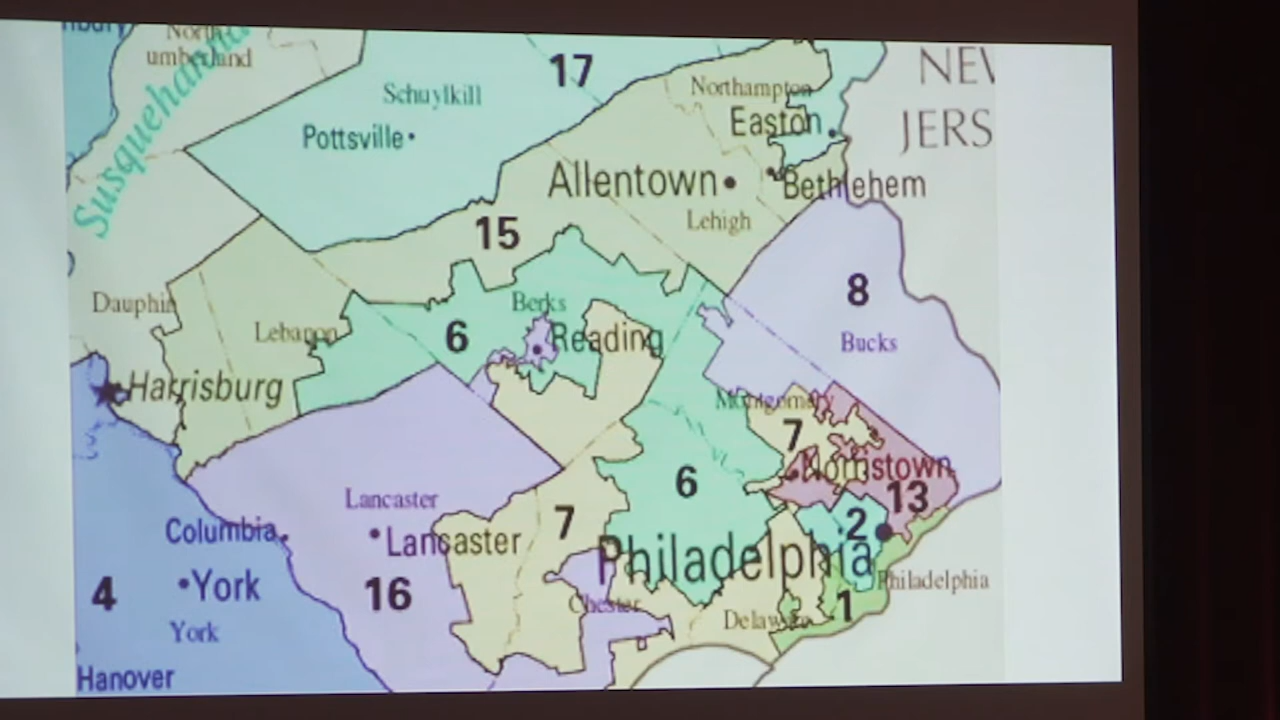 North
umberland
Susquehanna
17
Schuylkill
Pottsville
Northampton
Easton
NEW
JERS
Allentown
Bethlehem
Lehigh
15
8
Bucks
Dauphin
Lebanon
Berks
6
Reading
Harrisburg
Montgomery
7
Norristown
13
6
Lancaster
Lancaster
7
2
Philadelphia
Philadelphia
Columbia
4
York
York
16
Chester
Delaware
1
Hanover